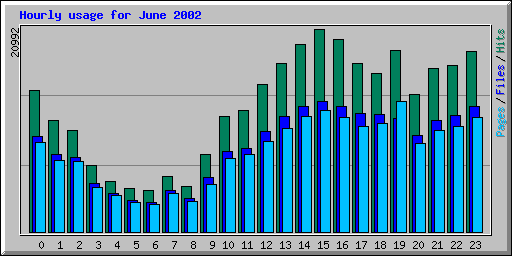 Hourly usage for June 2002
20992
Pages/Files/Hits
0 1 2 3 4 5 6 7 8 9 10 11 12 13 14 15 16 17 18 19 20 21 22 23